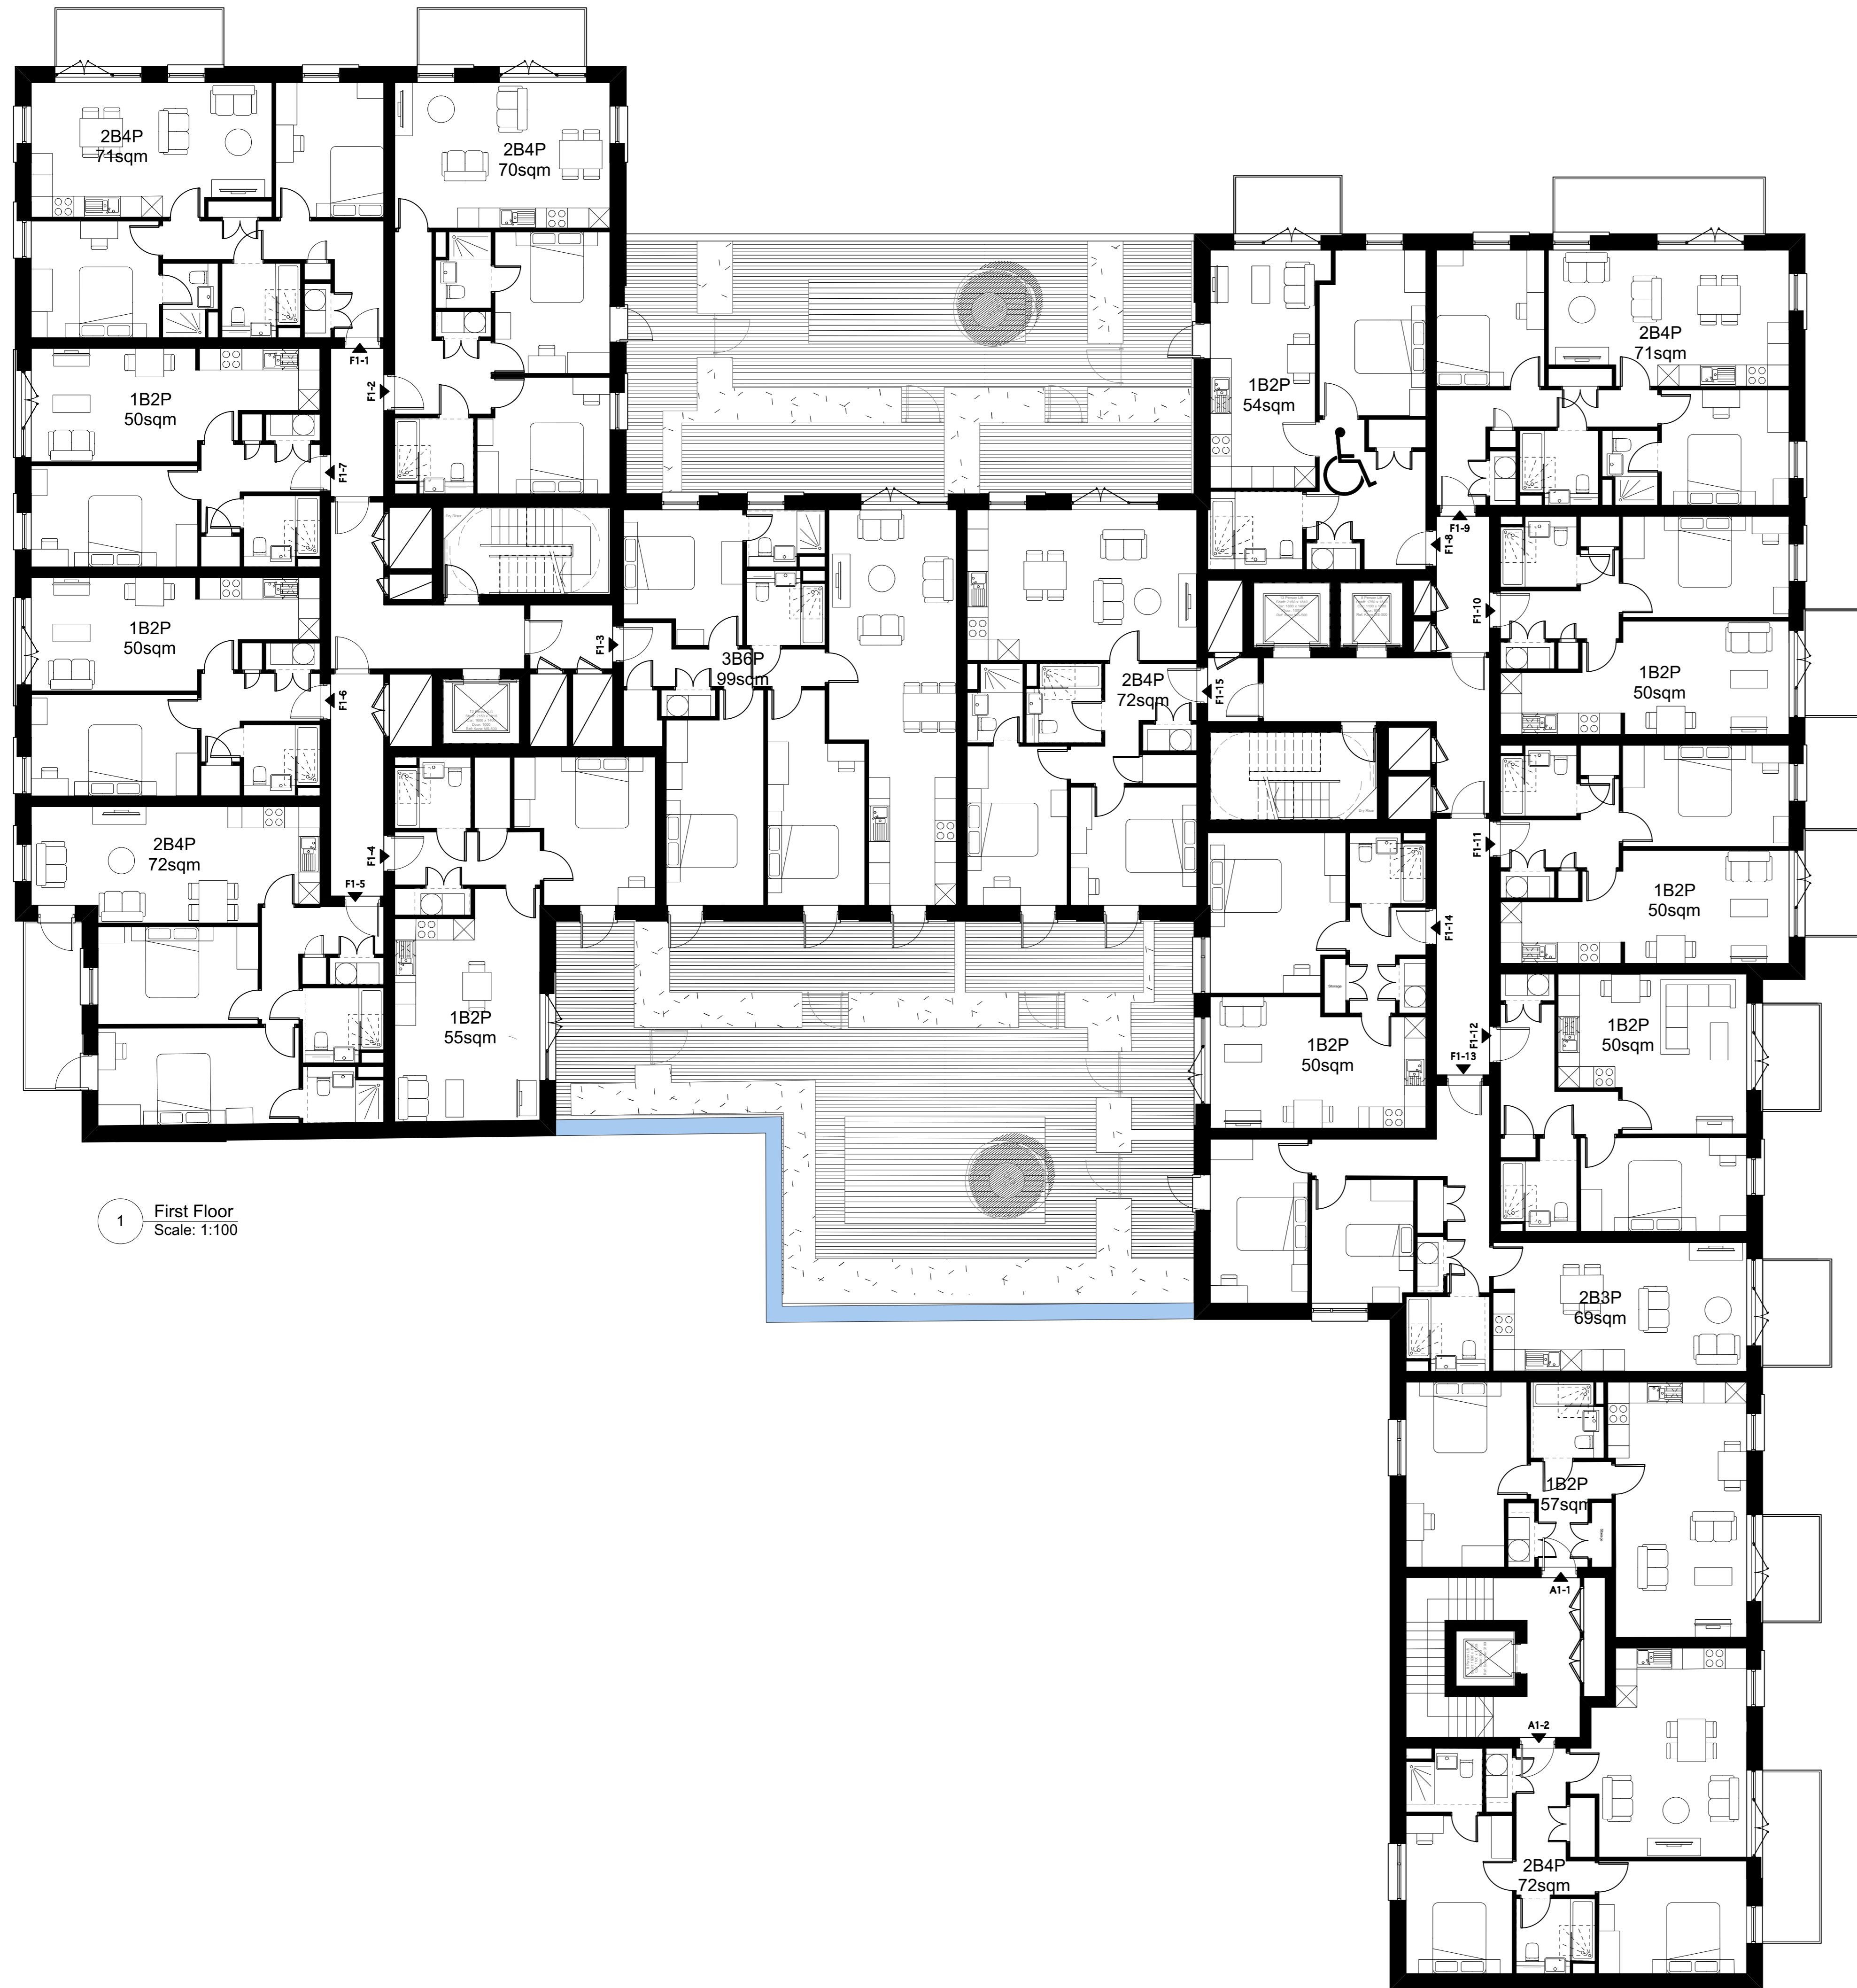 2B4P
71sqm
2B4P
70sqm
F1-1
F1-2
1B2P
50sqm
F1-7
1B2P
50sqm
F1-6
3B6P
99sqm
F1-3
2B4P
72sqm
F1-15
1B2P
54sqm
F1-8
2B4P
71sqm
F1-9
F1-10
1B2P
50sqm
F1-11
1B2P
50sqm
2B4P
72sqm
F1-5
F1-4
1B2P
55sqm
F1-14
Storage
1B2P
50sqm
F1-12
F1-13
1B2P
50sqm
1
First Floor
Scale: 1:100
2B3P
69sqm
1B2P
57sqm
Storage
A1-1
A1-2
2B4P
72sqm